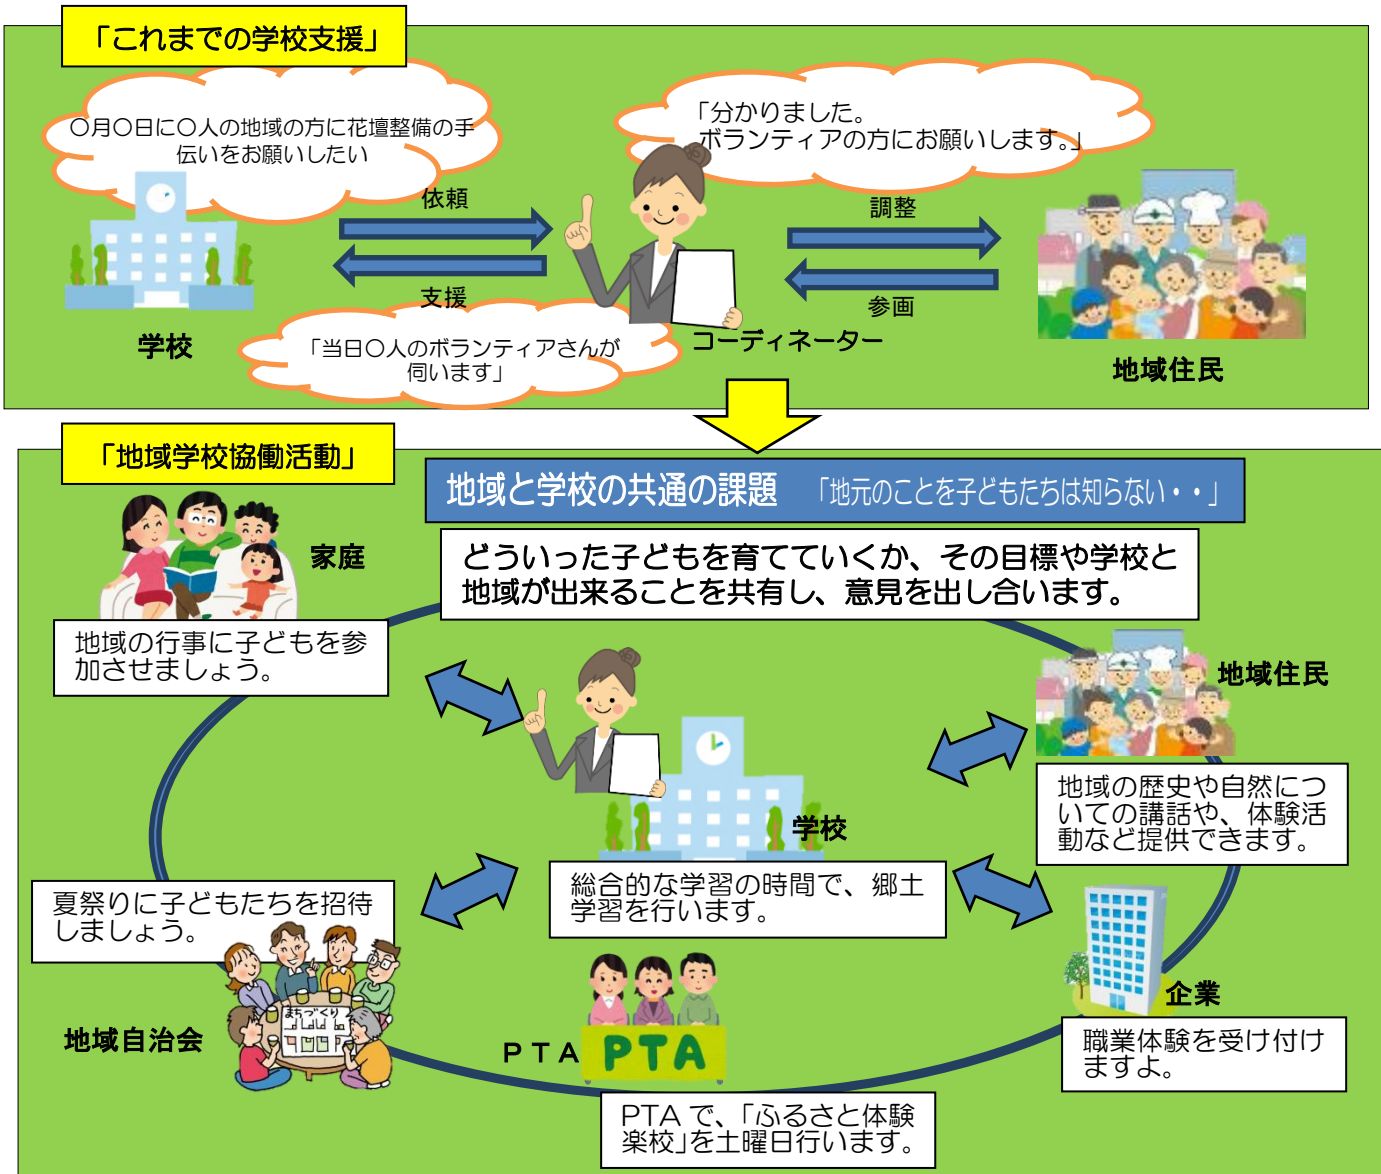 「これまでの学校支援」
〇月〇日に〇人の地域の方に花壇整備の手
伝いをお願いしたい
「分かりました。
ボランティアの方にお願いします。」
依頼
調整
支援
参画
学校
「当日〇人のボランティアさんが
伺います」
コーディネーター
地域住民
「地域学校協働活動」
地域と学校の共通の課題 「地元のことを子どもたちは知らない・・」
どういった子どもを育てていくか、その目標や学校と
地域が出来ることを共有し、意見を出し合います。
家庭
地域の行事に子どもを参
加させましょう。
地域住民
地域の歴史や自然につ
いての講話や、体験活
動など提供できます。
学校
総合的な学習の時間で、郷土
学習を行います。
夏祭りに子どもたちを招待
しましょう。
まちづくり
地域自治会
企業
職業体験を受け付け
ますよ。
ＰＴＡ
PTA
PTA で、「ふるさと体験
楽校」を土曜日行います。